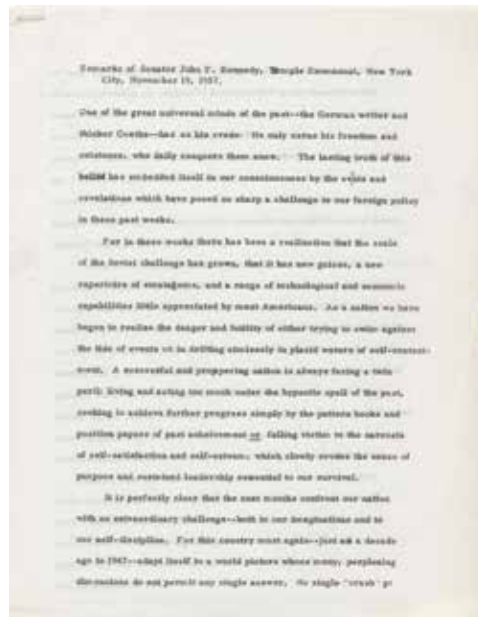 Remarks of Senator John F. Kennedy, Temple Emmanuel, New York
City, November 19, 1957.
One of the great universal minds of the past--the German writer and
thinker Goethe--had as his credo: He only earns his freedom and
existence, who daily conquers them anew. The lasting truth of this
belief has embedded itself in our consciousness by the events and
revelations which have posed so sharp a challenge to our foreign policy
in these past weeks.
For in these weeks there has been a realization that the scale
of the Soviet challenge has grown, that it has new guises, a new
repertoire of stratagems, and a range of technological and economic
capabilities little appreciated by most Americans. As a nation we have
begun to realize the danger and futility of either trying to swim against
the tide of events or in drifting aimlessly in placid waters of self-content-
ment. A successful and prospering nation is always facing a twin
peril: living and acting too much under the hypnotic spell of the past,
seeking to achieve further progress simply by the pattern books and
position papers of past achievement or falling victim to the narcosis
of self-satisfaction and self-esteem, which slowly erodes the sense of
purpose and sustained leadership essential to our survival.
It is perfectly clear that the next months confront our nation
with an extraordinary challenge--both to our imaginations and to
our self-discipline. For this country must again--just as a decade
ago in 1947--adapt itself to a world picture whose many, perplexing
dimensions do not permit any single answer. No single "crash" p